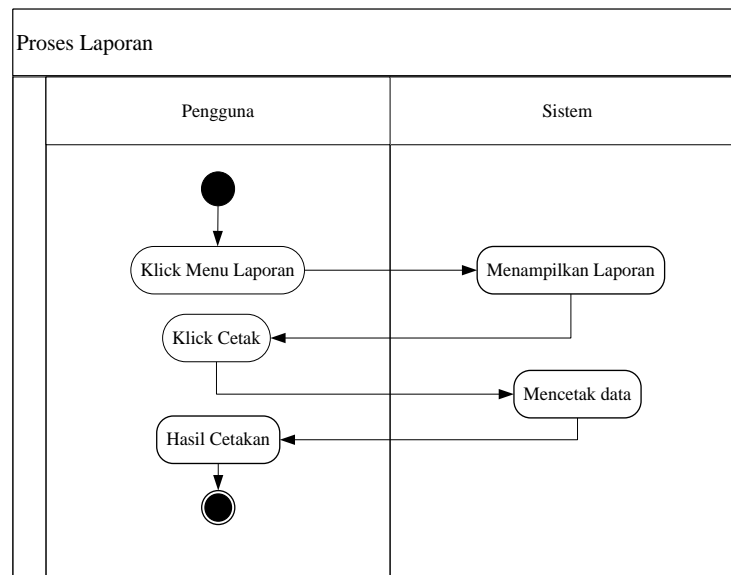 Proses Laporan
Pengguna
Sistem
Klick Menu Laporan
Menampilkan Laporan
Klick Cetak
Mencetak data
Hasil Cetakan